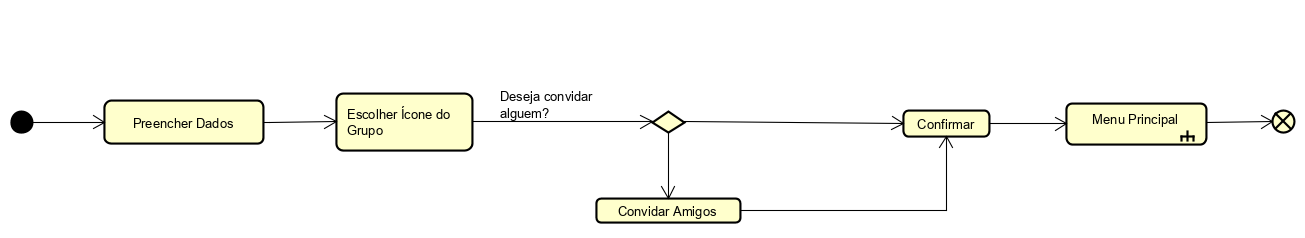 Preencher Dados
Escolher Ícone do
Grupo
Deseja convidar
alguem?
Confirmar
Menu Principal
Convidar Amigos